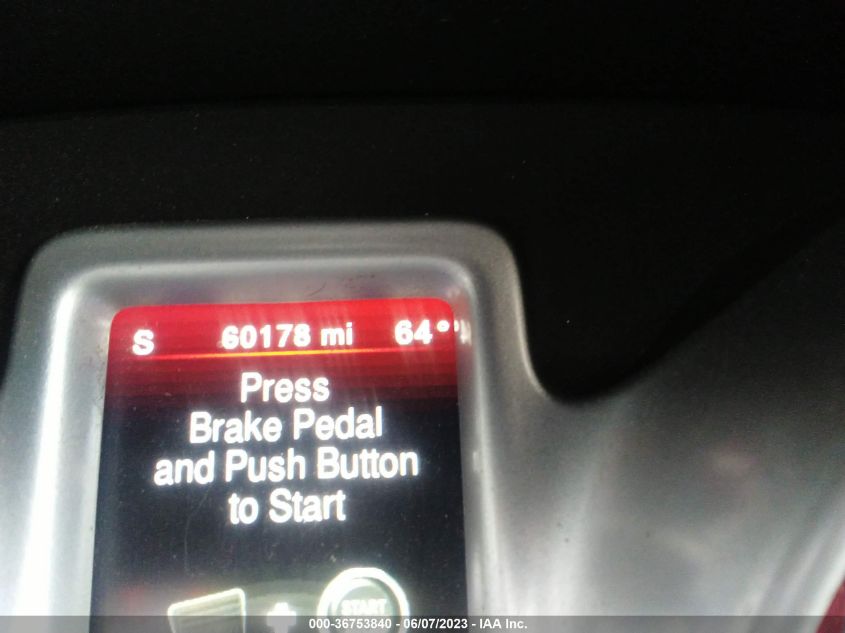 S 60178 mi 64°
Press
Brake Pedal
and Push Button
to Start
START
000-36753840 - 06/07/2023 - IAA Inc.